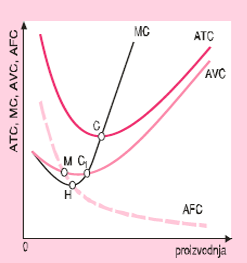 MC
ATC
AVC
ATC, MC, AVC, AFC
C
M
C1
H
AFC
0
proizvodnja